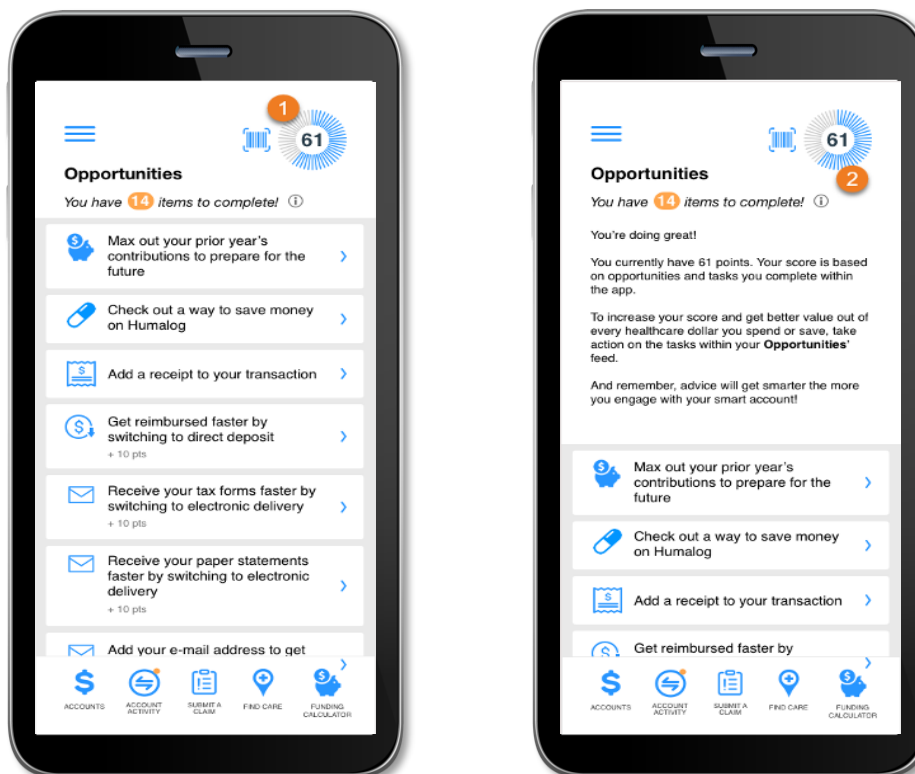 1
61
Opportunities
You have 14 items to complete!
Max out your prior year's
contributions to prepare for the
future
Check out a way to save money
on Humalog
Add a receipt to your transaction
Get reimbursed faster by
switching to direct deposit
+ 10 pts
Receive your tax forms faster by
switching to electronic delivery
+ 10 pts
Receive your paper statements
faster by switching to electronic
delivery
+ 10 pts
Add your e-mail address to get
ACCOUNTS
ACCOUNT
ACTIVITY
SUBMIT A
CLAIM
FIND CARE
FUNDING
CALCULATOR
61
2
Opportunities
You have 14 items to complete!
You're doing great!
You currently have 61 points. Your score is based
on opportunities and tasks you complete within
the app.
To increase your score and get better value out of
every healthcare dollar you spend or save, take
action on the tasks within your Opportunities'
feed.
And remember, advice will get smarter the more
you engage with your smart account!
Max out your prior year's
contributions to prepare for the
future
Check out a way to save money
on Humalog
Add a receipt to your transaction
Get reimbursed faster by
ACCOUNTS
ACCOUNT
ACTIVITY
SUBMIT A
CLAIM
FIND CARE
FUNDING
CALCULATOR